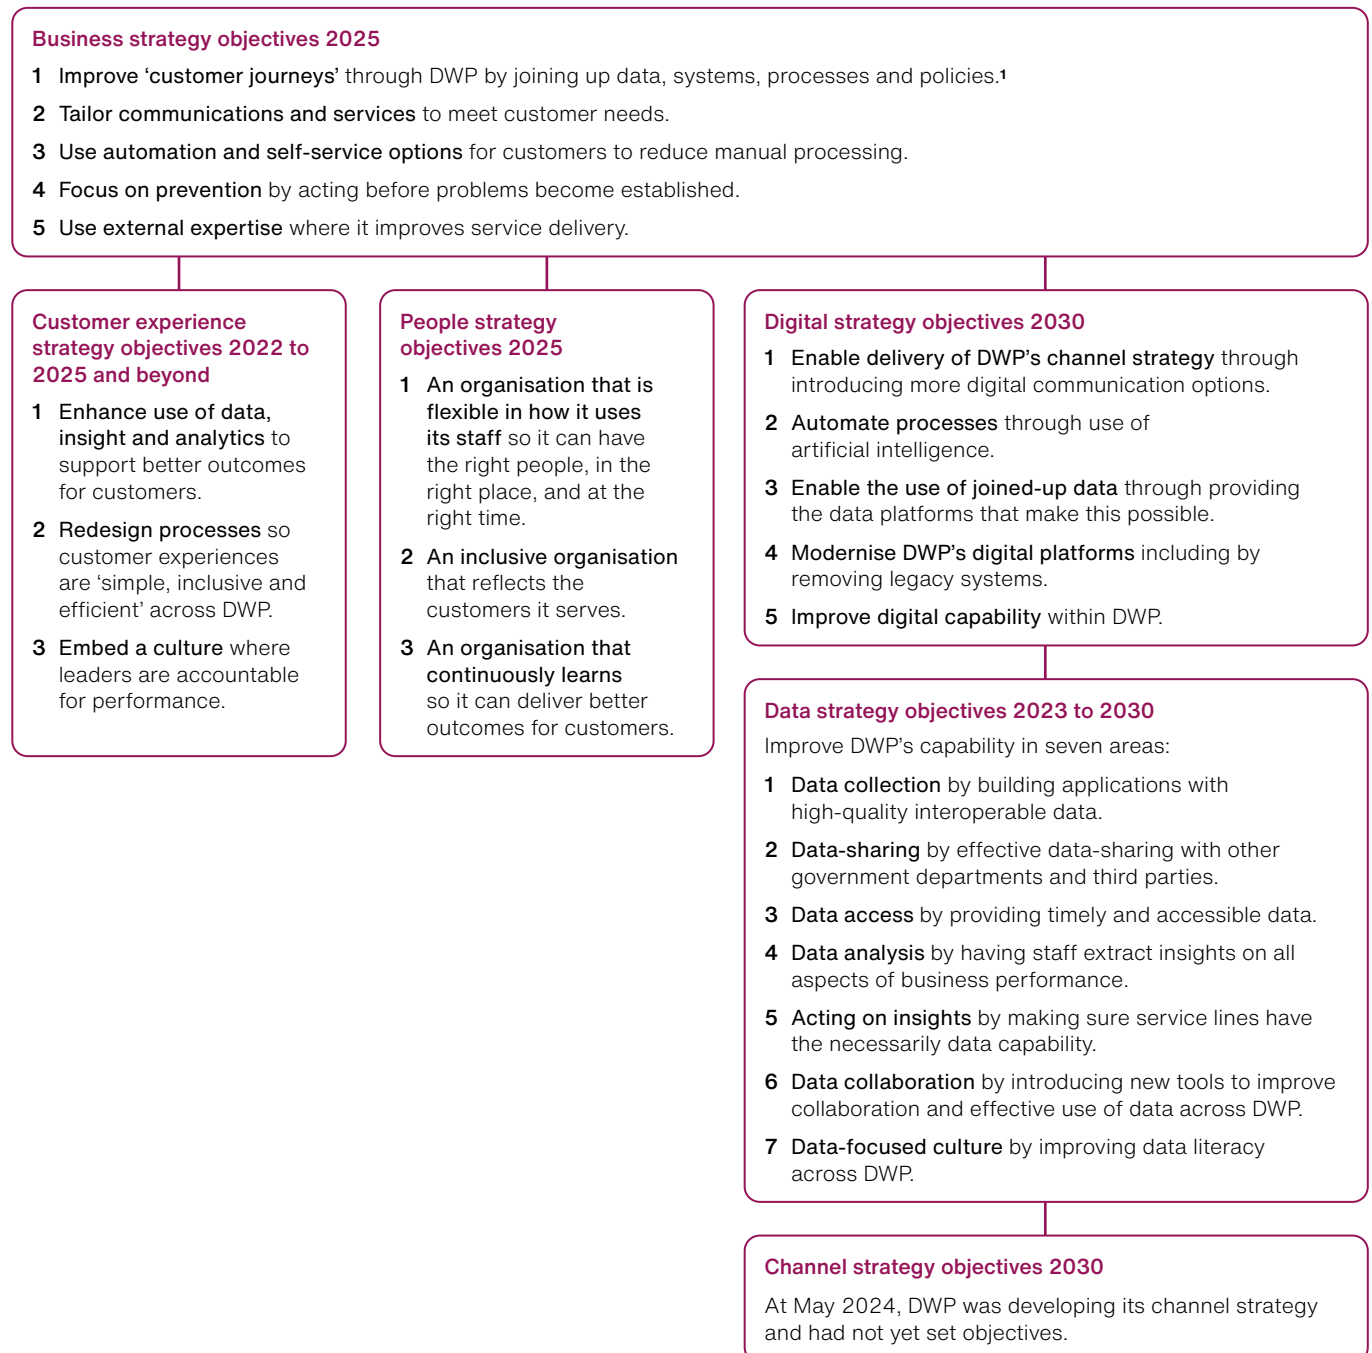 Business strategy objectives 2025
1 Improve ‘customer journeys’ through DWP by joining up data, systems, processes and policies.1
2 Tailor communications and services to meet customer needs.
3 Use automation and self-service options for customers to reduce manual processing.
4 Focus on prevention by acting before problems become established.
5 Use external expertise where it improves service delivery.
Customer experience
strategy objectives 2022 to
2025 and beyond
1 Enhance use of data,
insight and analytics to
support better outcomes
for customers.
2 Redesign processes so
customer experiences
are ‘simple, inclusive and
efficient’ across DWP.
3 Embed a culture where
leaders are accountable
for performance.
People strategy
objectives 2025
1 An organisation that is
flexible in how it uses
its staff so it can have
the right people, in the
right place, and at the
right time.
2 An inclusive organisation
that reflects the
customers it serves.
3 An organisation that
continuously learns
so it can deliver better
outcomes for customers.
Digital strategy objectives 2030
1 Enable delivery of DWP’s channel strategy through
introducing more digital communication options.
2 Automate processes through use of
artificial intelligence.
3 Enable the use of joined-up data through providing
the data platforms that make this possible.
4 Modernise DWP’s digital platforms including by
removing legacy systems.
5 Improve digital capability within DWP.
Data strategy objectives 2023 to 2030
Improve DWP’s capability in seven areas:
1 Data collection by building applications with
high-quality interoperable data.
2 Data-sharing by effective data-sharing with other
government departments and third parties.
3 Data access by providing timely and accessible data.
4 Data analysis by having staff extract insights on all
aspects of business performance.
5 Acting on insights by making sure service lines have
the necessarily data capability.
6 Data collaboration by introducing new tools to improve
collaboration and effective use of data across DWP.
7 Data-focused culture by improving data literacy
across DWP.
Channel strategy objectives 2030
At May 2024, DWP was developing its channel strategy
and had not yet set objectives.